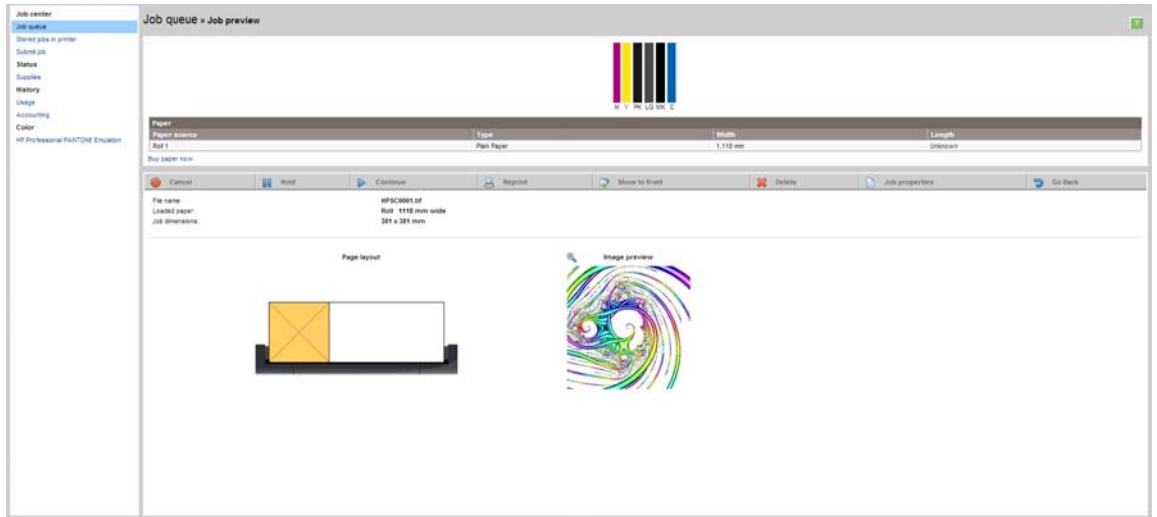 Job center
Job queue
Stored jobs in printer
Submit job
Status
Supplies
History
Usage
Accounting
Color
HP Professional PANTONE Emulation
Job queue » Job preview
?
M Y PK LG MK C
Paper
Paper source Type Width Length
Roll 1 Plain Paper 1,118 mm Unknown
Buy paper now
Cancel Hold Continue Reprint Move to front Delete Job properties Go Back
File name: HPSC0001.tif
Loaded paper: Roll 1118 mm wide
Job dimensions: 381 x 381 mm
Page layout Image preview